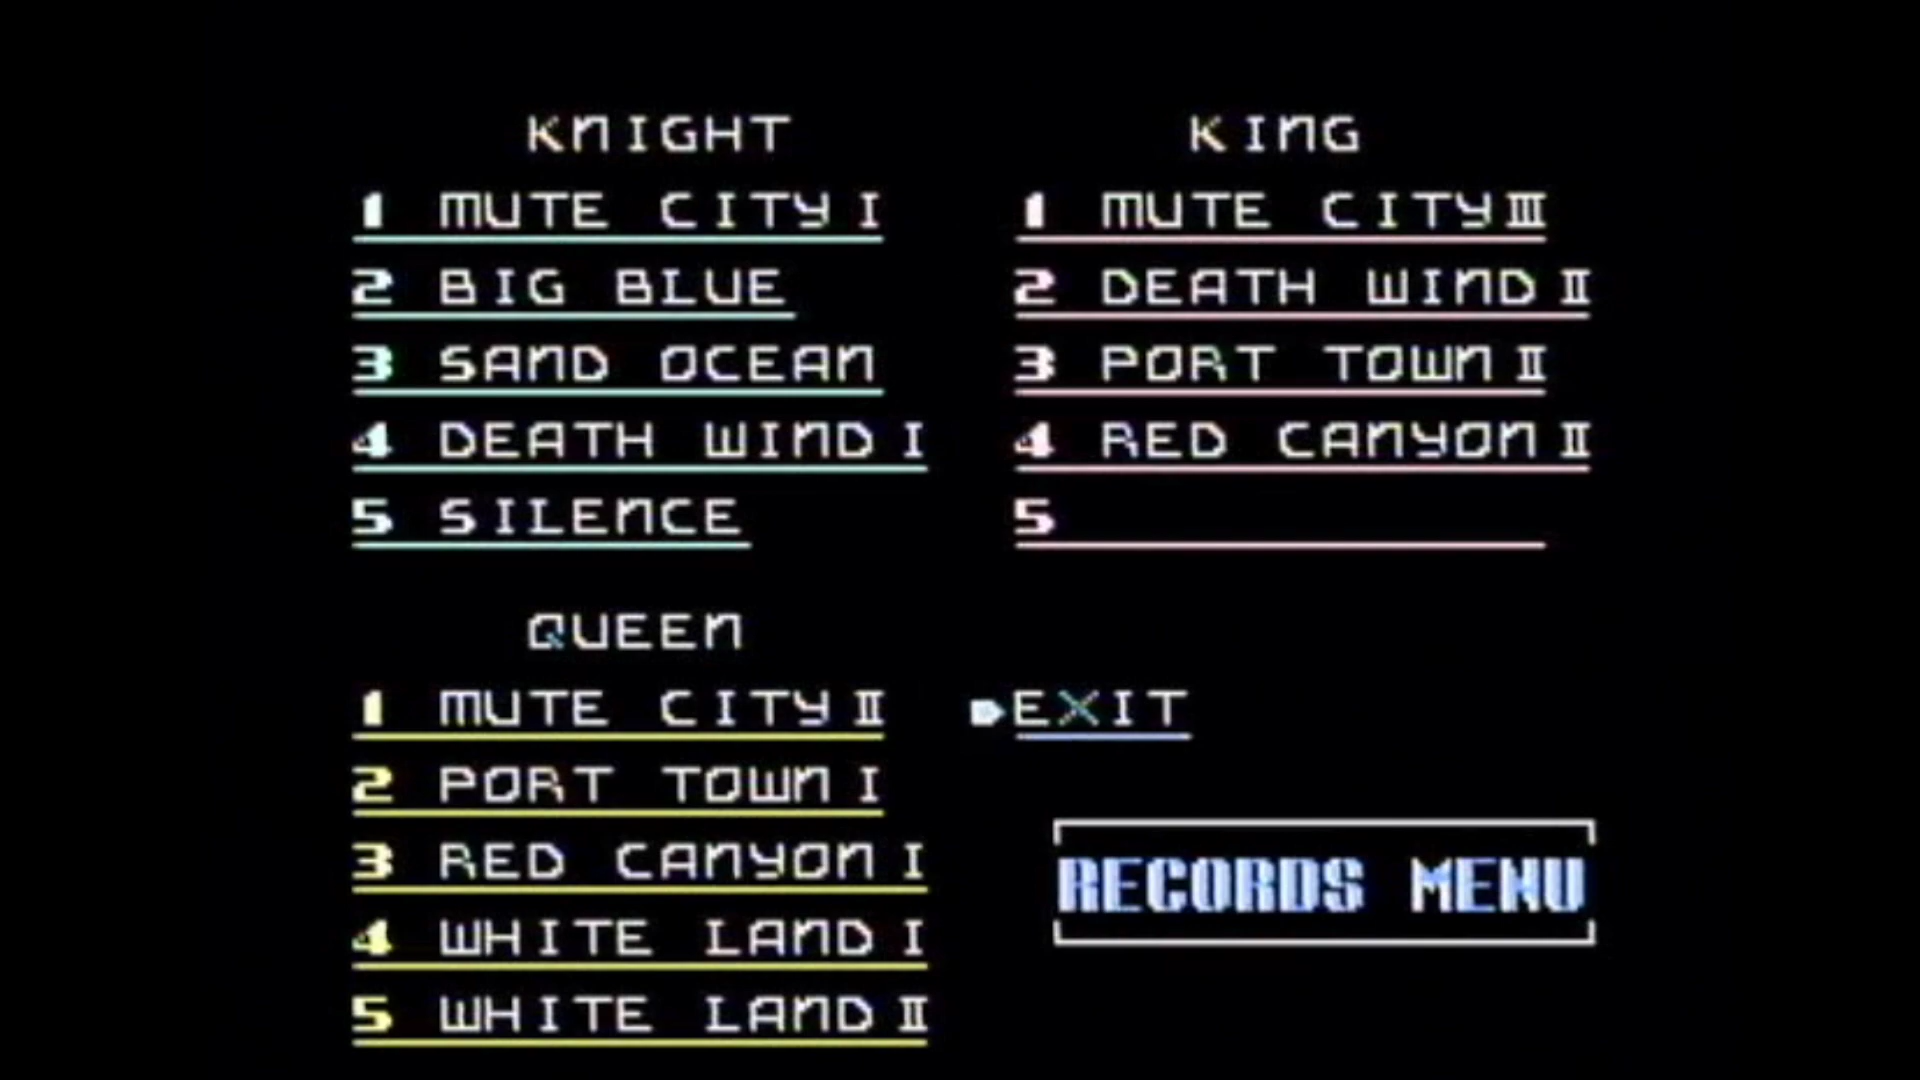 KNIGHT
1 MUTE CITY I
2 BIG BLUE
3 SAND OCEAN
4 DEATH WIND I
5 SILENCE
KING
1 MUTE CITY III
2 DEATH WIND II
3 PORT TOWN II
4 RED CANYON II
5
QUEEN
1 MUTE CITY II
2 PORT TOWN I
3 RED CANYON I
4 WHITE LAND I
5 WHITE LAND II
EXIT
RECORDS MENU